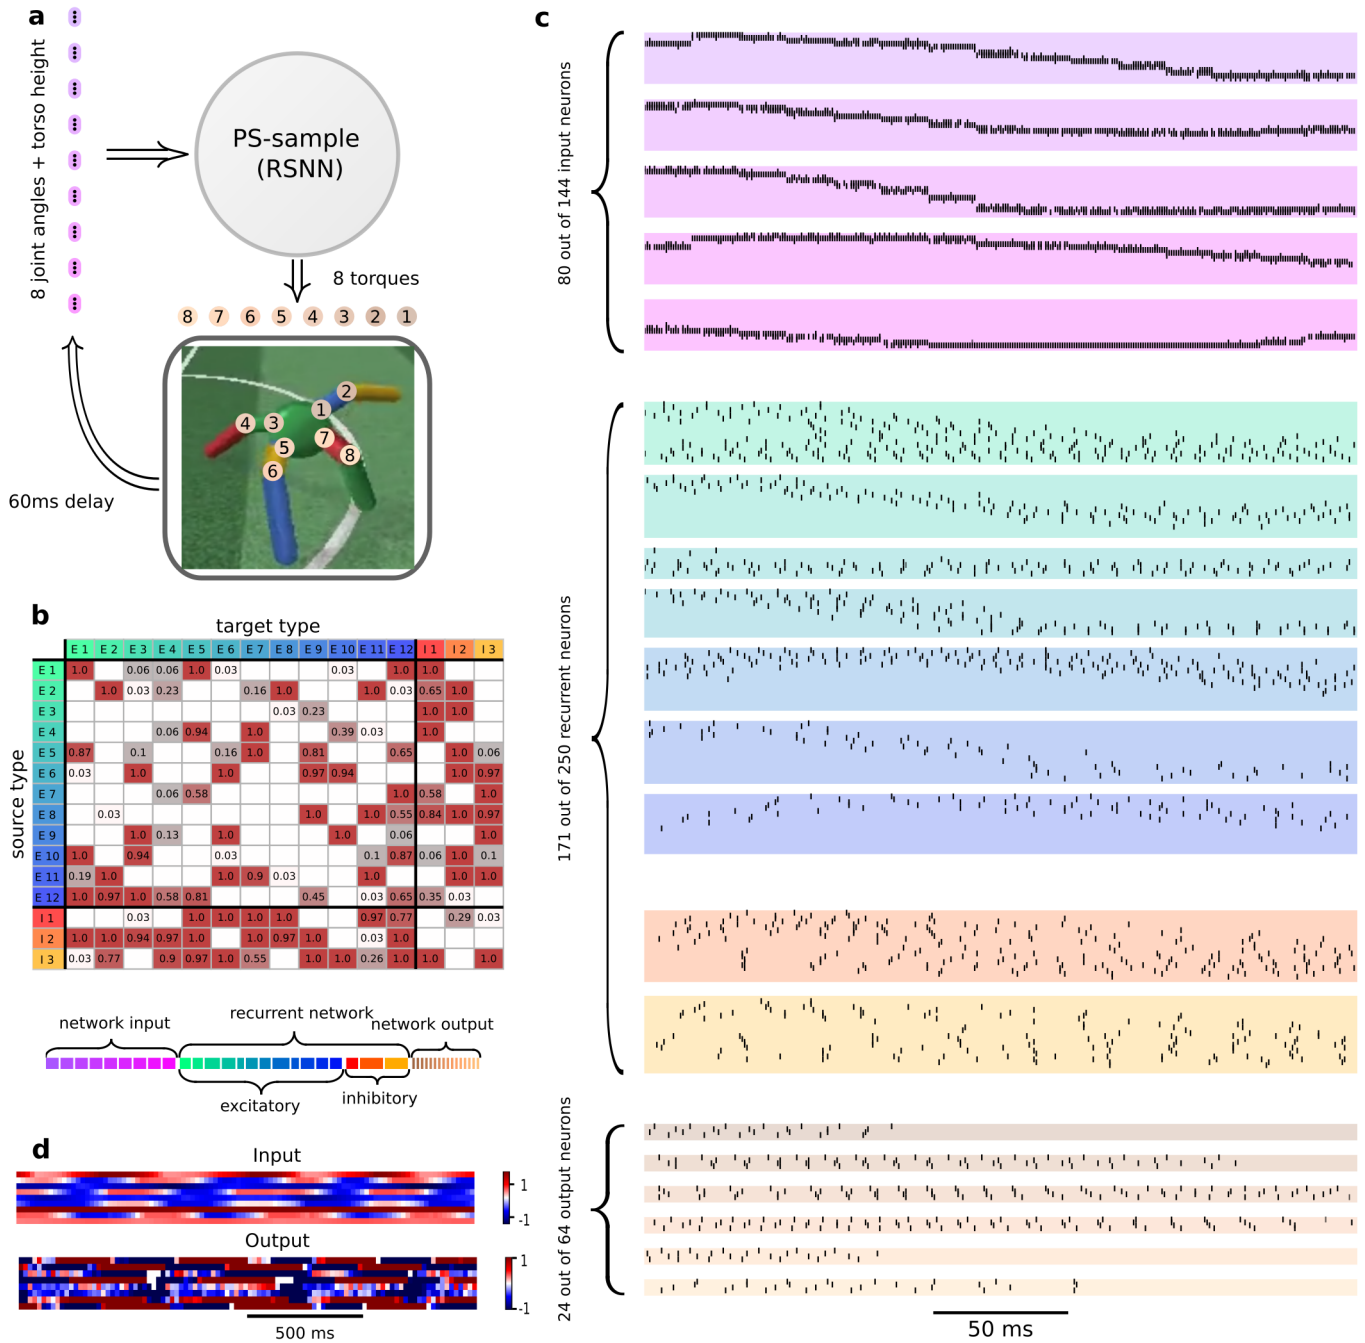 a
8 joint angles + torso height
PS-sample
(RSNN)
8 torques
8 7 6 5 4 3 2 1
2
1
4 3
7
5
8
6
60ms delay
b
target type
source type
E 1 E 2 E 3 E 4 E 5 E 6 E 7 E 8 E 9 E 10 E 11 E 12 I 1 I 2 I 3
E 1 1.0 0.06 0.06 1.0 0.03 0.03 1.0 1.0
E 2 1.0 0.03 0.23 0.16 1.0 1.0 0.03 0.65 1.0
E 3 0.03 0.23 1.0 1.0
E 4 0.06 0.94 1.0 0.39 0.03 1.0
E 5 0.87 0.1 0.16 1.0 0.81 0.65 1.0 0.06
E 6 0.03 1.0 1.0 0.97 0.94 1.0 0.97
E 7 0.06 0.58 1.0 0.58 1.0
E 8 0.03 1.0 1.0 0.55 0.84 1.0 0.97
E 9 1.0 0.13 1.0 1.0 0.06 1.0
E 10 1.0 0.94 0.03 0.1 0.87 0.06 1.0 0.1
E 11 0.19 1.0 1.0 0.9 0.03 1.0 1.0 1.0
E 12 1.0 0.97 1.0 0.58 0.81 0.45 0.03 0.65 0.35 0.03
I 1 0.03 1.0 1.0 1.0 1.0 0.97 0.77 0.29 0.03
I 2 1.0 1.0 0.94 0.97 1.0 1.0 0.97 1.0 0.03 1.0
I 3 0.03 0.77 0.9 0.97 1.0 0.55 1.0 1.0 0.26 1.0 1.0 1.0
recurrent network
network input
network output
excitatory
inhibitory
c
80 out of 144 input neurons
171 out of 250 recurrent neurons
24 out of 64 output neurons
50 ms
d
Input
1
-1
Output
1
-1
500 ms